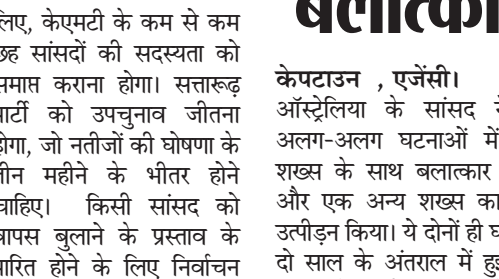 लिए, केएमटी के कम से कम
छह सांसदों की सदस्यता को
समाप्त कराना होगा। सत्तारूढ़
पार्टी को उपचुनाव जीतना
होगा, जो नतीजों की घोषणा के
तीन महीने के भीतर होने
चाहिए। किसी सांसद को
वापस बुलाने के प्रस्ताव के
पारित होने के लिए निर्वाचन
बलात्का
केपटाउन , एजेंसी।
ऑस्ट्रेलिया के सांसद
अलग-अलग घटनाओं में
शख्स के साथ बलात्कार
और एक अन्य शख्स का
उत्पीड़न किया। ये दोनों ही
दो साल के अंतराल में